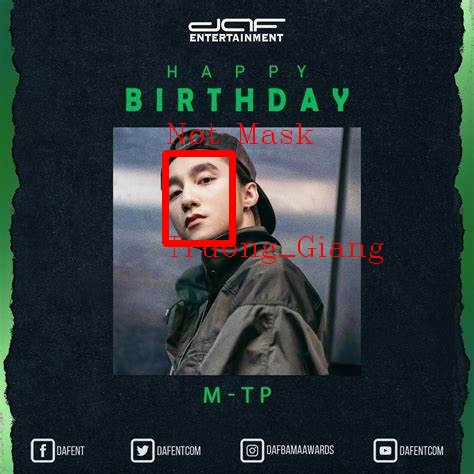 daf
ENTERTAINMENT
HAPPY
BIRTHDAY
Not Mask
Truong_Giang
M-TP
DAFENT
DAFENTCOM
DAFBAMAAWARDS
DAFENTCOM